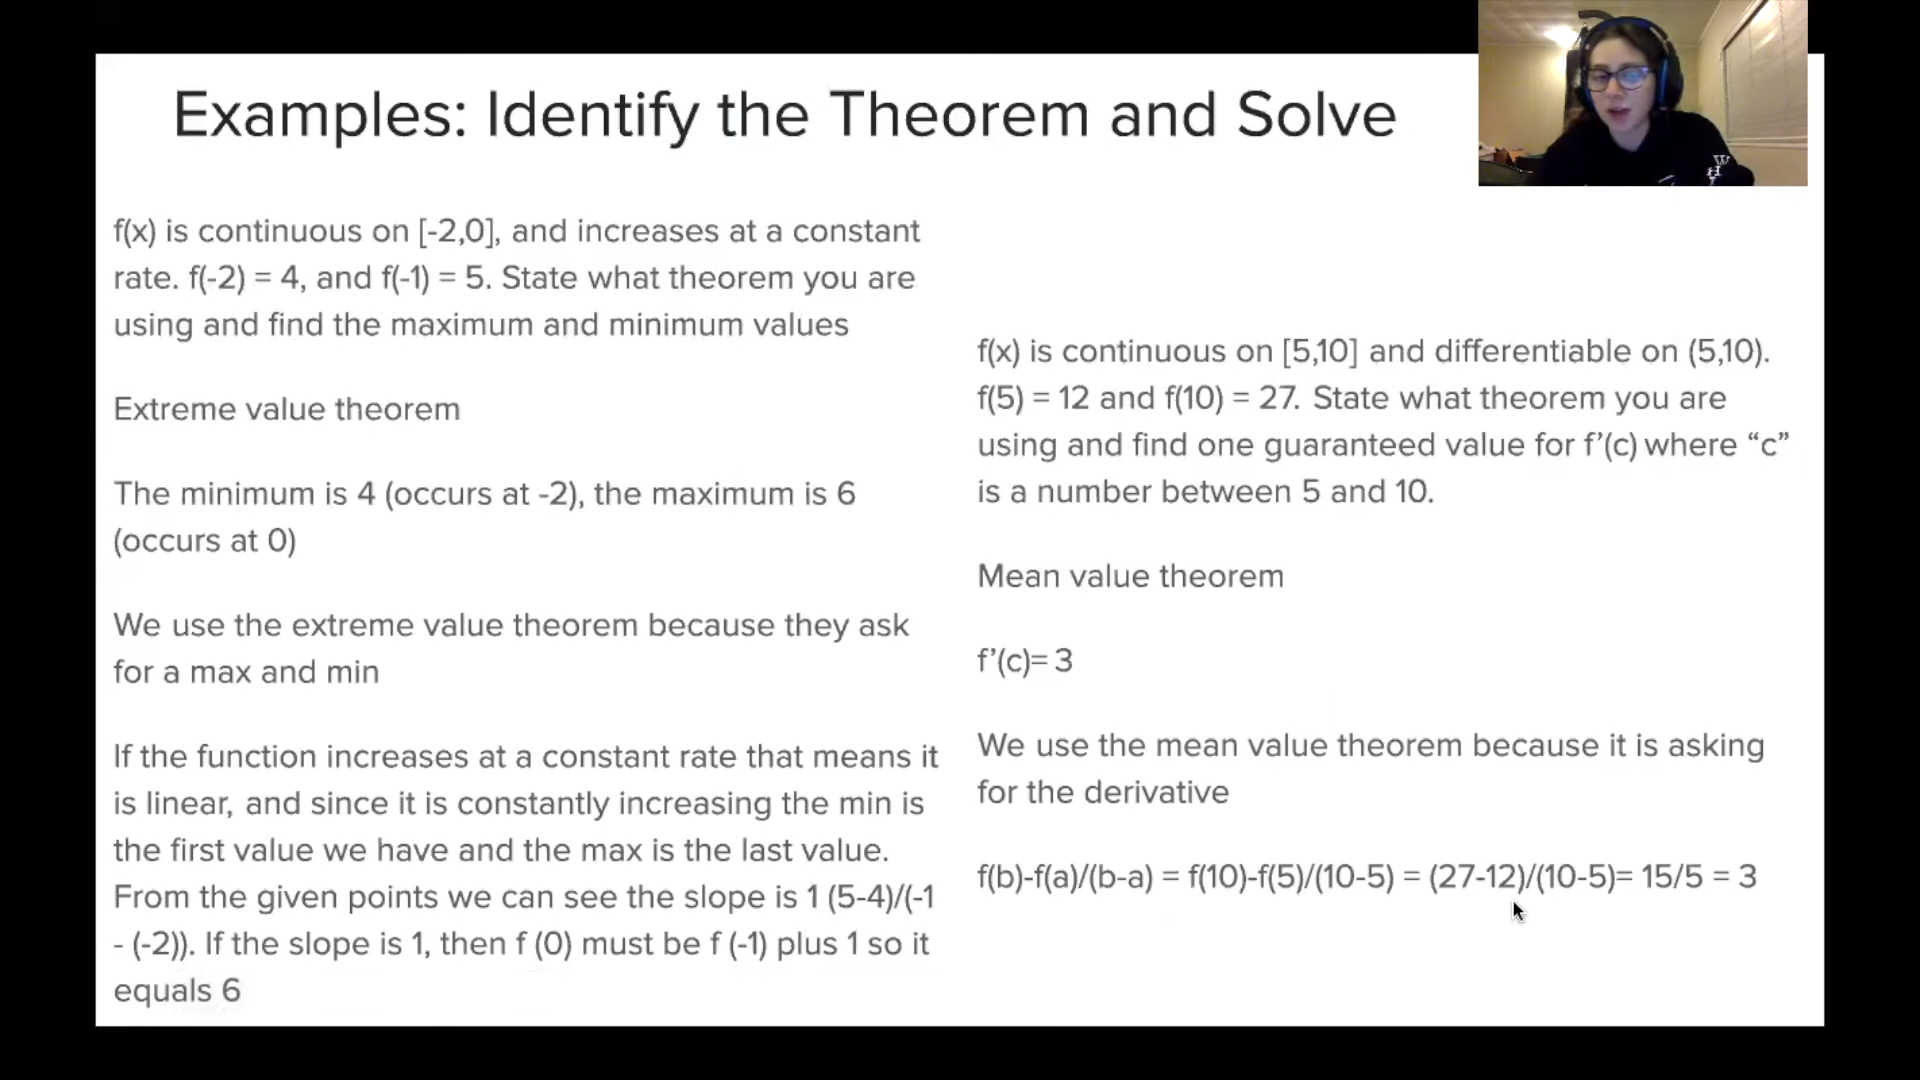 Examples: Identify the Theorem and Solve
f(x) is continuous on [-2,0], and increases at a constant
rate. f(-2) = 4, and f(-1) = 5. State what theorem you are
using and find the maximum and minimum values
Extreme value theorem
The minimum is 4 (occurs at -2), the maximum is 6
(occurs at 0)
We use the extreme value theorem because they ask
for a max and min
If the function increases at a constant rate that means it
is linear, and since it is constantly increasing the min is
the first value we have and the max is the last value.
From the given points we can see the slope is 1 (5-4)/(-1
- (-2)). If the slope is 1, then f (0) must be f (-1) plus 1 so it
equals 6
f(x) is continuous on [5,10] and differentiable on (5,10).
f(5) = 12 and f(10) = 27. State what theorem you are
using and find one guaranteed value for f’(c) where “c”
is a number between 5 and 10.
Mean value theorem
f’(c)= 3
We use the mean value theorem because it is asking
for the derivative
f(b)-f(a)/(b-a) = f(10)-f(5)/(10-5) = (27-12)/(10-5)= 15/5 = 3